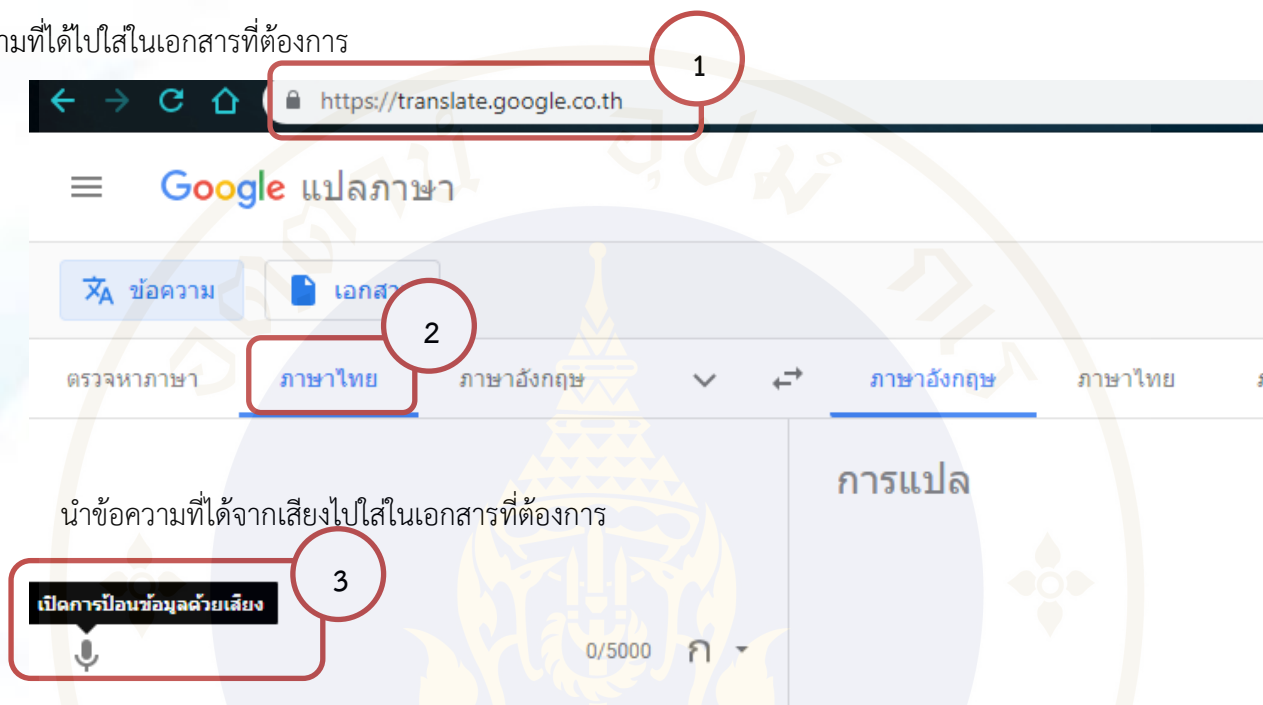 ามที่ได้ไปใส่ในเอกสารที่ต้องการ
1
https://translate.google.co.th
Google แปลภาษา
ข้อความ
เอกสา
2
ตรวจหาภาษา ภาษาไทย ภาษาอังกฤษ ภาษาอังกฤษ ภาษาไทย
การแปล
นำข้อความที่ได้จากเสียงไปใส่ในเอกสารที่ต้องการ
3
เปิดการป้อนข้อมูลด้วยเสียง
0/5000 ก